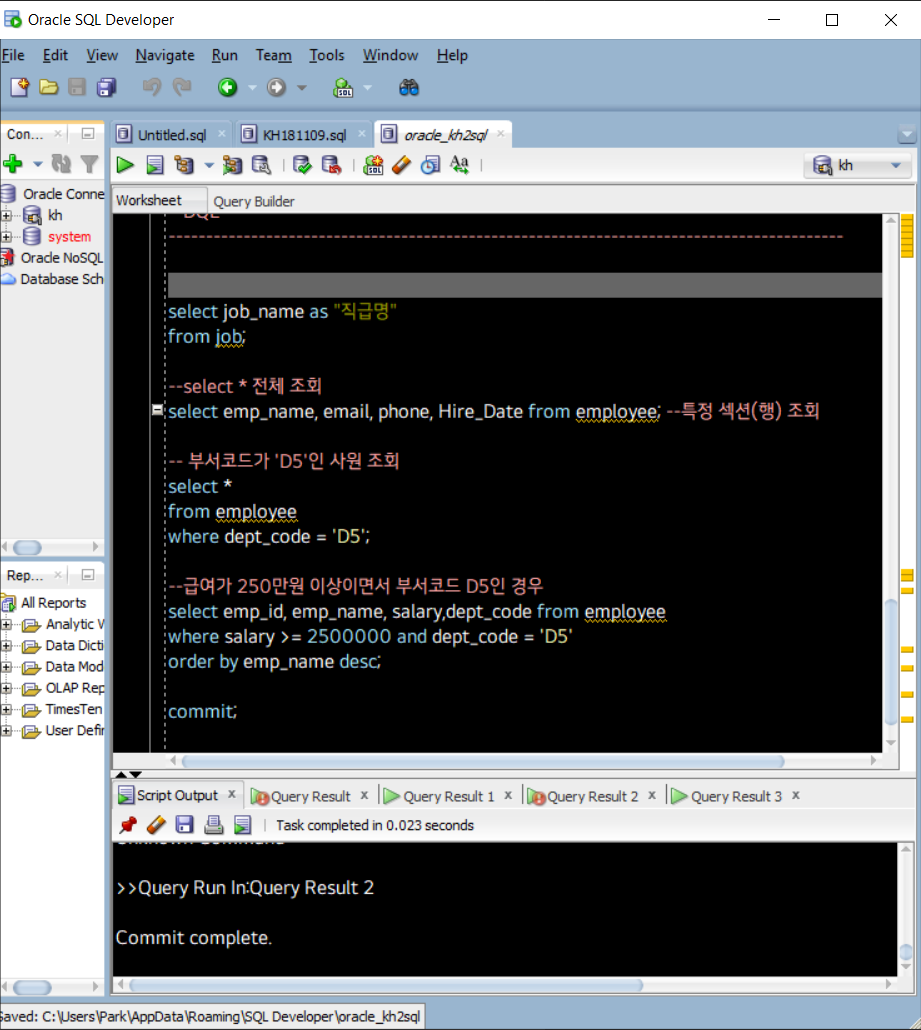 Oracle SQL Developer
File Edit View Navigate Run Team Tools Window Help
Con...
Untitled.sql
KH181109.sql
oracle_kh2sql
kh
Oracle Conne
kh
system
Oracle NoSQL
Database Sch
Worksheet
Query Builder
--------------------------------------------------------------------------------------------
select job_name as "직급명"
from job;
--select * 전체 조회
select emp_name, email, phone, Hire_Date from employee; --특정 섹션(행) 조회
-- 부서코드가 'D5'인 사원 조회
select *
from employee
where dept_code = 'D5';
--급여가 250만원 이상이면서 부서코드 D5인 경우
select emp_id, emp_name, salary,dept_code from employee
where salary >= 2500000 and dept_code = 'D5'
order by emp_name desc;
commit;
Rep...
All Reports
Analytic V
Data Dicti
Data Mod
OLAP Rep
TimesTen
User Defir
Script Output
Query Result
Query Result 1
Query Result 2
Query Result 3
Task completed in 0.023 seconds
>>Query Run In:Query Result 2
Commit complete.
Saved: C:\Users\Park\AppData\Roaming\SQL Developer\oracle_kh2sql